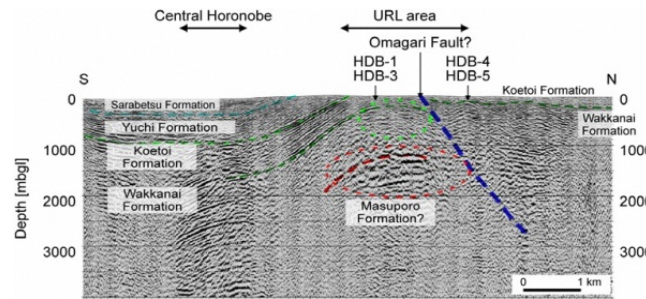 Central Horonobe
URL area
Omagari Fault?
HDB-1
HDB-3
HDB-4
HDB-5
S
N
Koetoi Formation
0
0
Sarabetsu Formation
Yuchi Formation
Wakkanai
Formation
Koetoi
Formation
1000
1000
Wakkanai
Formation
2000
2000
Masuporo
Formation?
3000
3000
Depth [mbgl]
0
1 km